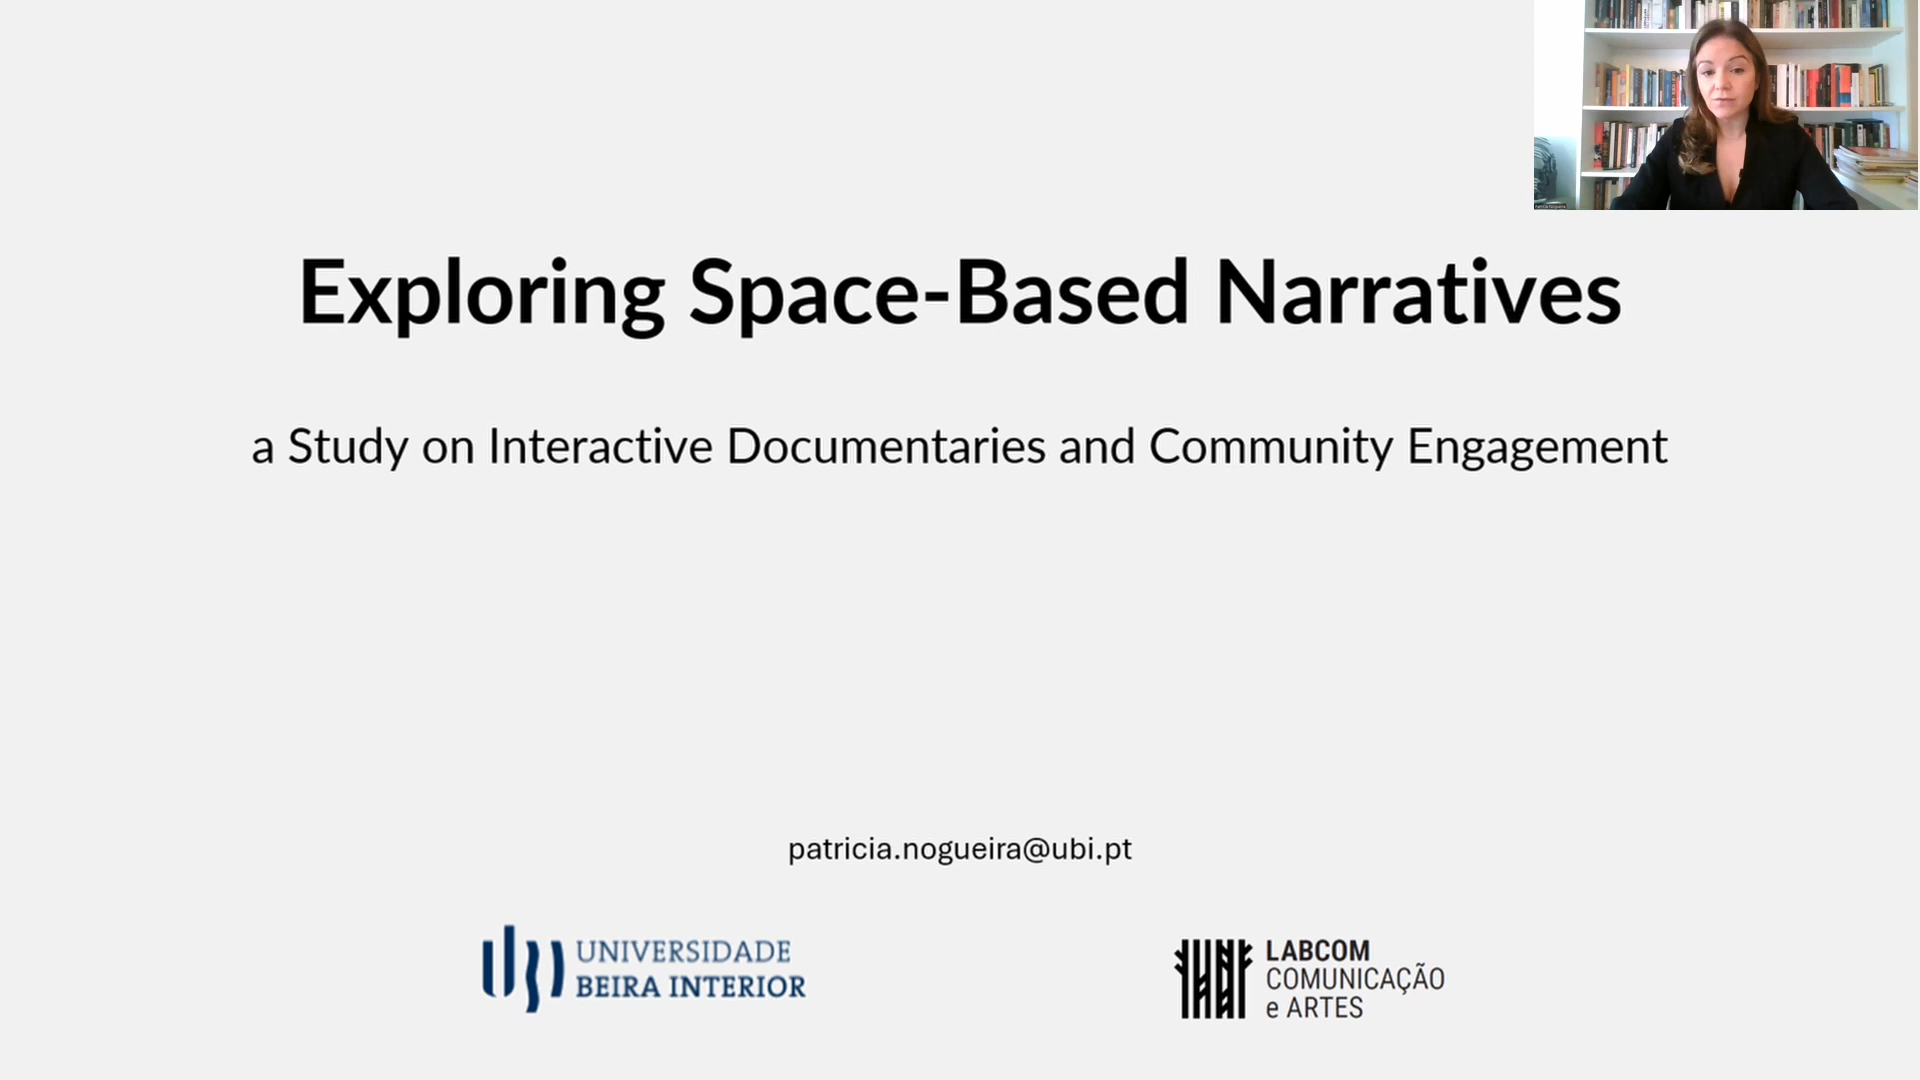 Exploring Space-Based Narratives
a Study on Interactive Documentaries and Community Engagement
patricia.nogueira@ubi.pt
UNIVERSIDADE
BEIRA INTERIOR
LABCOM
COMUNICAÇÃO
e ARTES